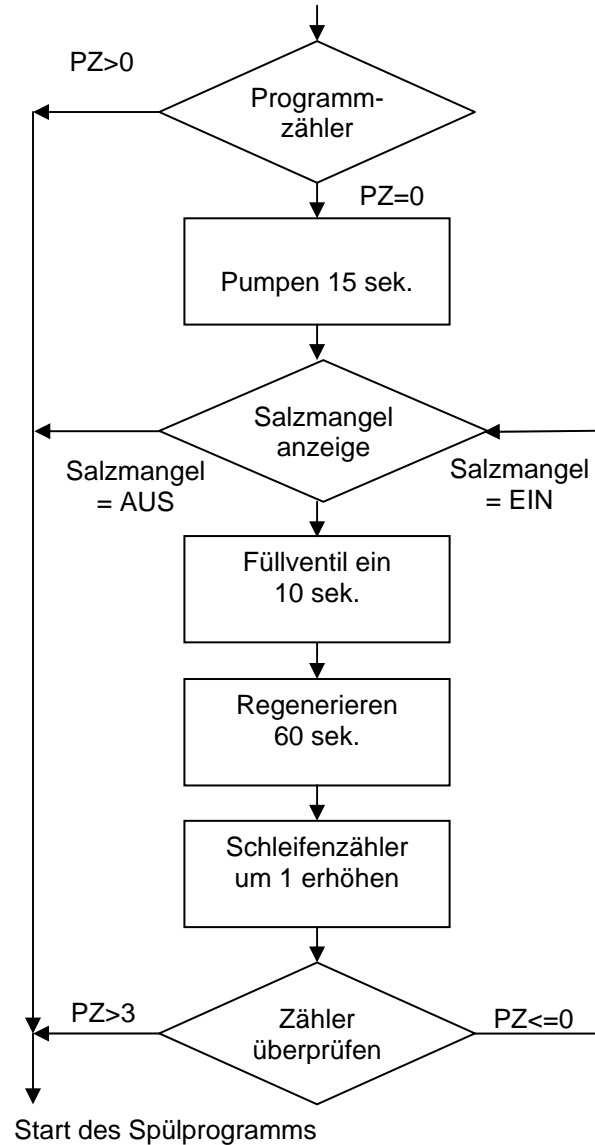 PZ>0
Programm-
zähler
PZ=0
Pumpen 15 sek.
Salzmangel
anzeige
Salzmangel
= AUS
Salzmangel
= EIN
Füllventil ein
10 sek.
Regenerieren
60 sek.
Schleifenzähler
um 1 erhöhen
PZ>3
Zähler
überprüfen
PZ<=0
Start des Spülprogramms